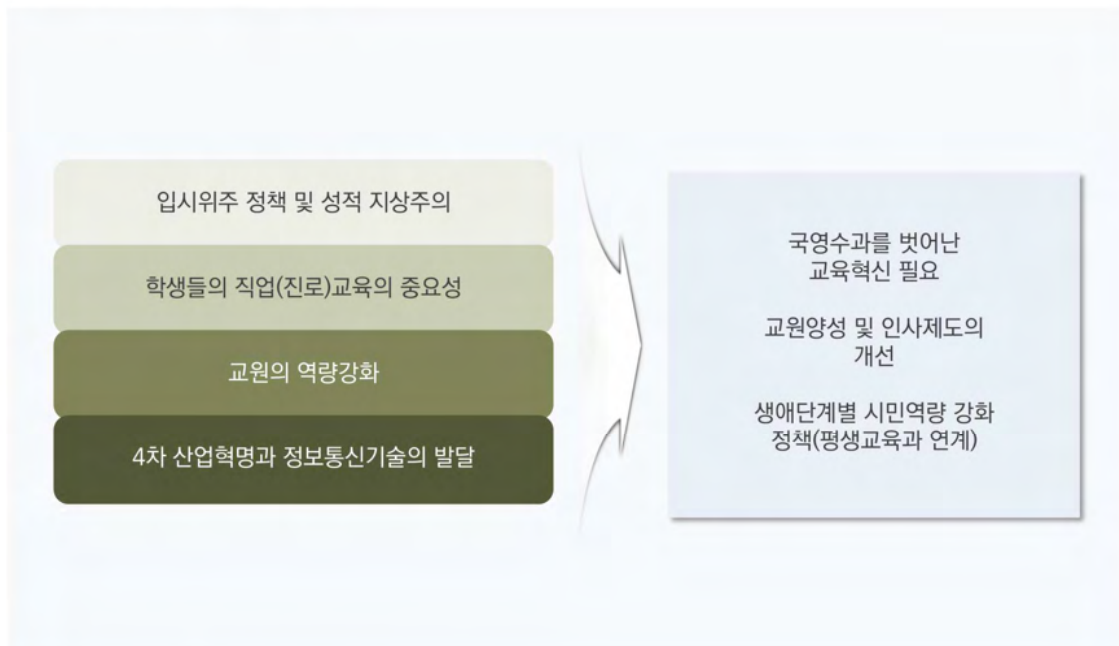 입시위주 정책 및 성적 지상주의
학생들의 직업(진로)교육의 중요성
교원의 역량강화
4차 산업혁명과 정보통신기술의 발달
국영수과를 벗어난
교육혁신 필요
교원양성 및 인사제도의
개선
생애단계별 시민역량 강화
정책(평생교육과 연계)